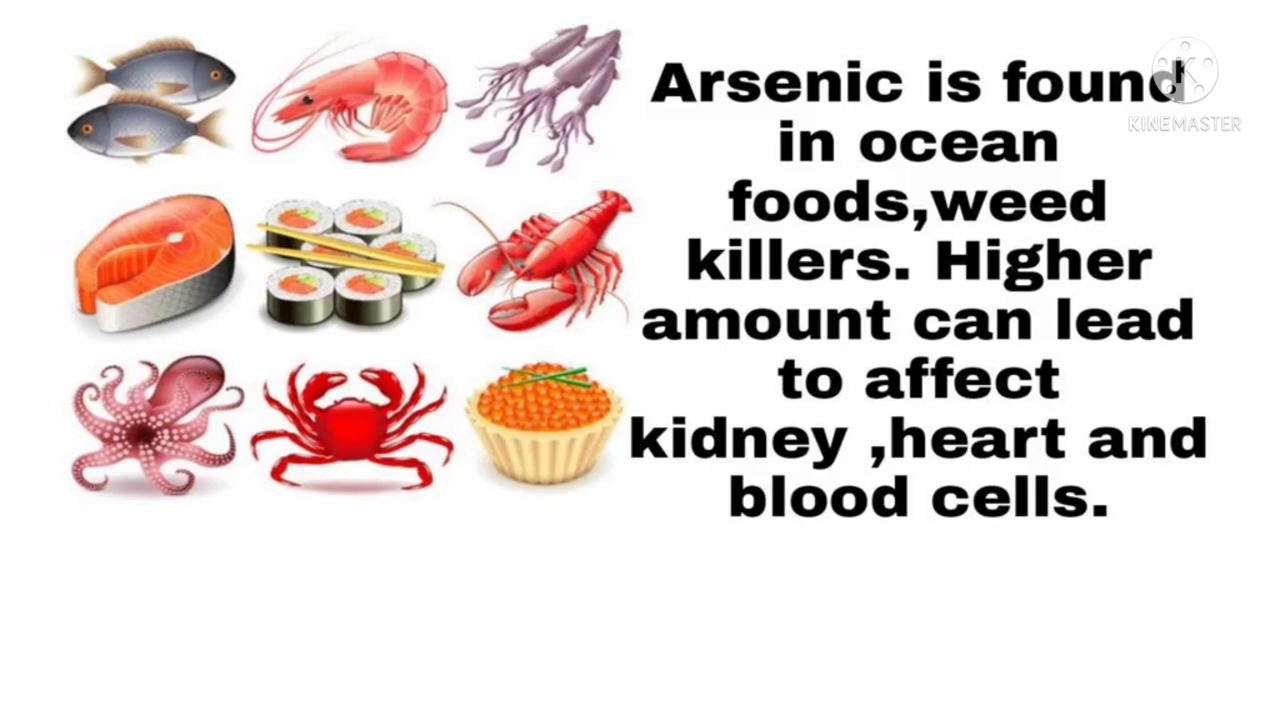 Arsenic is found
in ocean
foods,weed
killers. Higher
amount can lead
to affect
kidney ,heart and
blood cells.
K
KINEMASTER